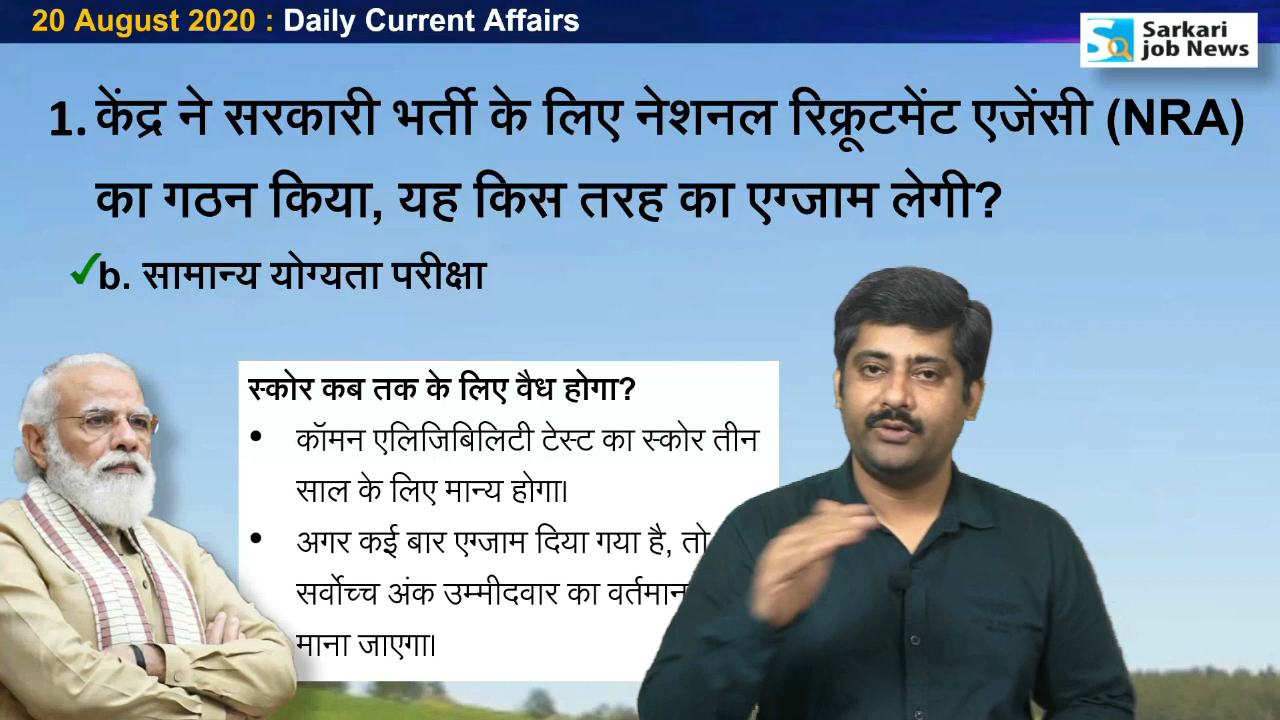 20 August 2020 : Daily Current Affairs
Sarkari
job News
1. केंद्र ने सरकारी भर्ती के लिए नेशनल रिक्रूटमेंट एजेंसी (NRA)
का गठन किया, यह किस तरह का एग्जाम लेगी?
✓b. सामान्य योग्यता परीक्षा
स्कोर कब तक के लिए वैध होगा?
• कॉमन एलिजिबिलिटी टेस्ट का स्कोर तीन
साल के लिए मान्य होगा।
• अगर कई बार एग्जाम दिया गया है, तो
सर्वोच्च अंक उम्मीदवार का वर्तमान
माना जाएगा।